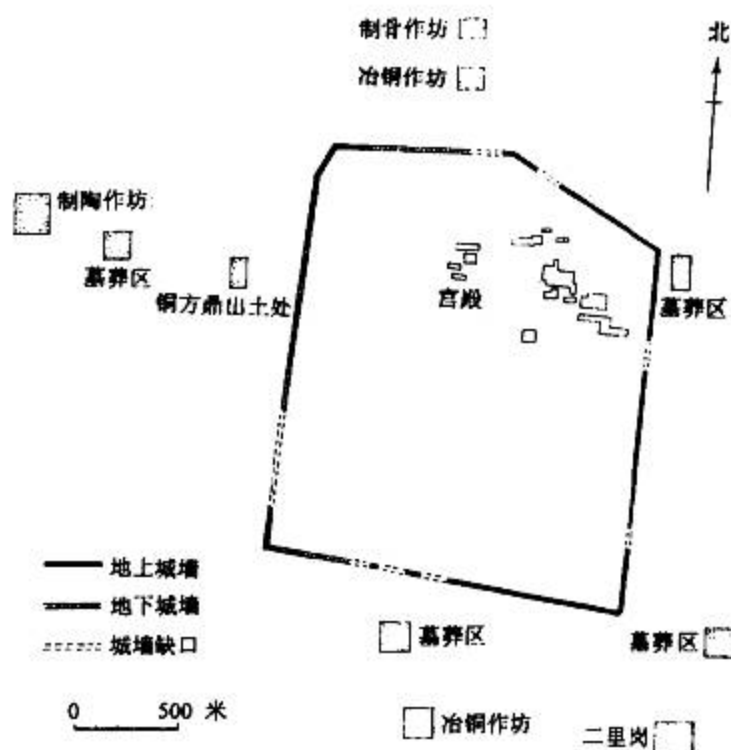 制骨作坊
北
冶铜作坊
制陶作坊
墓葬区
铜方鼎出土处
宫殿
墓葬区
地上城墙
地下城墙
城墙缺口
墓葬区
墓葬区
0 500 米
冶铜作坊
二里岗